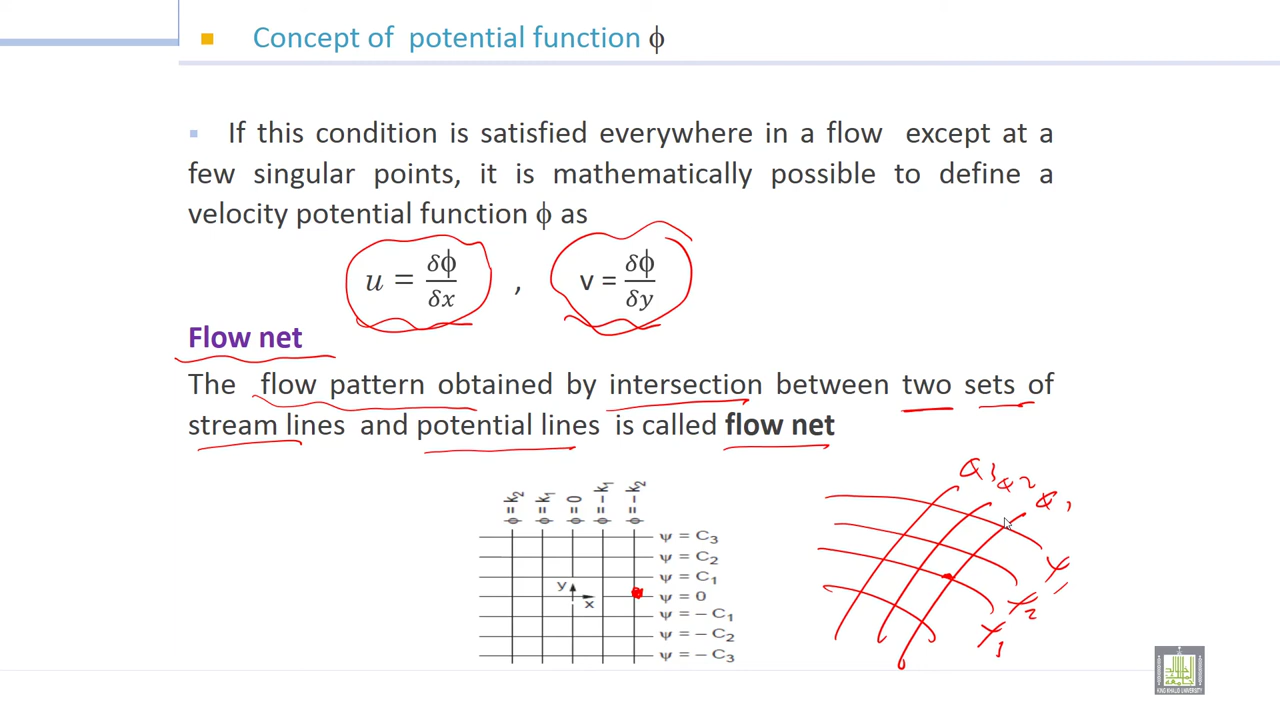 Concept of potential function ϕ
If this condition is satisfied everywhere in a flow except at a
few singular points, it is mathematically possible to define a
velocity potential function ϕ as
u = δϕ/δx , v = δϕ/δy
Flow net
The flow pattern obtained by intersection between two sets of
stream lines and potential lines is called flow net
ϕ = k₂ ϕ = k₁ ϕ = 0 ϕ = - k₁ ϕ = - k₂
ψ = C₃
ψ = C₂
ψ = C₁
y
x
ψ = 0
ψ = - C₁
ψ = - C₂
ψ = - C₃
KING KHALID UNIVERSITY